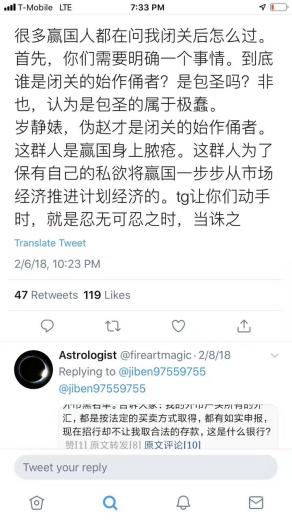 T-Mobile LTE 7:33 PM
很多赢国人都在问我闭关后怎么过。
首先，你们需要明确一个事情。到底
谁是闭关的始作俑者？是包圣吗？非
也，认为是包圣的属于极蠢。
岁静婊，伪赵才是闭关的始作俑者。
这群人是赢国身上脓疮。这群人为了
保有自己的私欲将赢国一步步从市场
经济推进计划经济的。tg让你们动手
时，就是忍无可忍之时，当诛之
Translate Tweet
2/6/18, 10:23 PM
47 Retweets 119 Likes
Astrologist @fireartmagic · 2/8/18
Replying to @jiben97559755
@jiben97559755
汇，都是按法定的买卖方式取得，都有如实申报，
现在招行却不让我取合法的存款，这是什么银行？
赞[1] 原文转发[8] 原文评论[10]
Tweet your reply